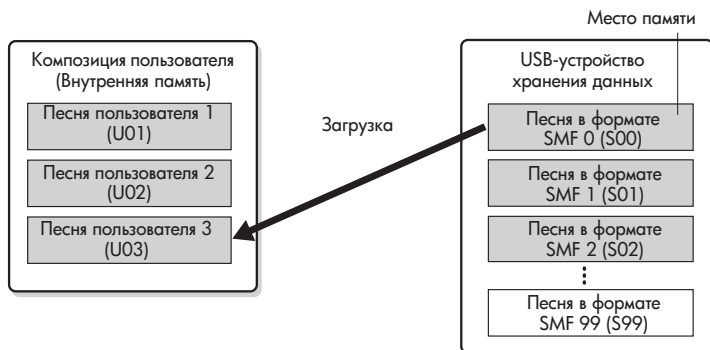 Место памяти
Композиция пользователя
(Внутренняя память)
Песня пользователя 1
(U01)
Песня пользователя 2
(U02)
Песня пользователя 3
(U03)
Загрузка
USB-устройство
хранения данных
Песня в формате
SMF 0 (S00)
Песня в формате
SMF 1 (S01)
Песня в формате
SMF 2 (S02)
Песня в формате
SMF 99 (S99)